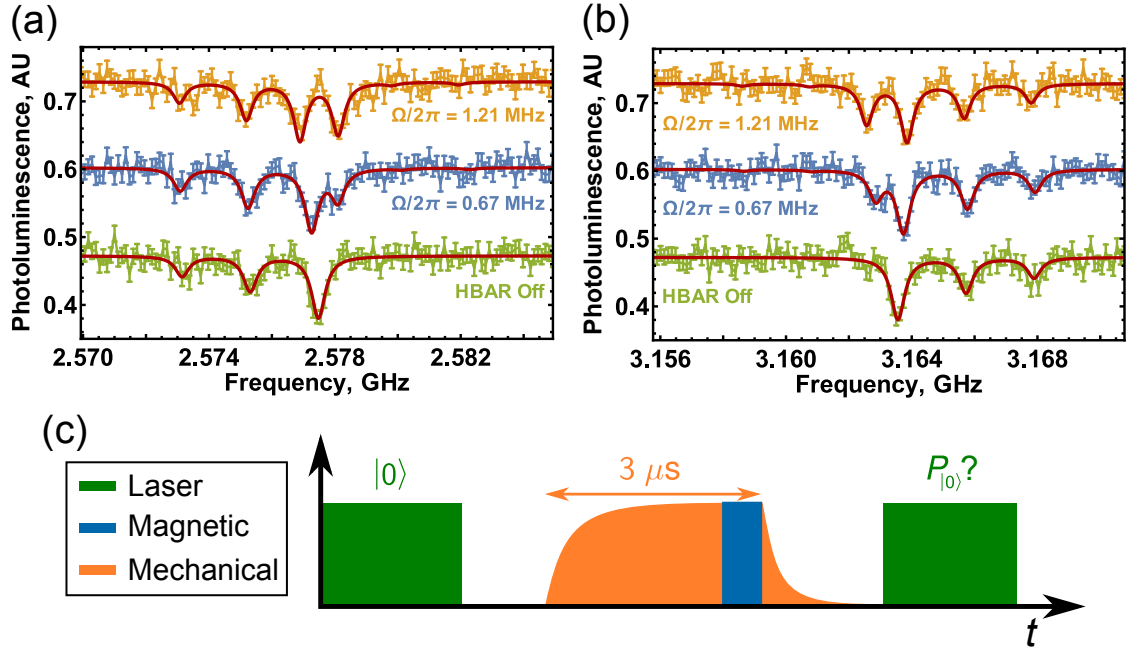 (a)
Photoluminescence, AU
0.7
0.6
0.5
0.4
Ω/2π = 1.21 MHz
Ω/2π = 0.67 MHz
HBAR Off
2.570 2.574 2.578 2.582
Frequency, GHz
(b)
Photoluminescence, AU
0.7
0.6
0.5
0.4
Ω/2π = 1.21 MHz
Ω/2π = 0.67 MHz
HBAR Off
3.156 3.160 3.164 3.168
Frequency, GHz
(c)
Laser
Magnetic
Mechanical
|0⟩
3 μs
P|0⟩?
t